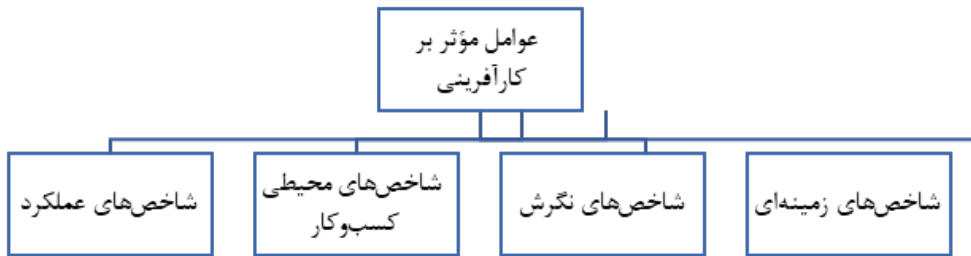 عوامل مؤثر بر
کارآفرینی
شاخص‌های زمینه‌ای
شاخص‌های نگرش
شاخص‌های محیطی
کسب‌وکار
شاخص‌های عملکرد